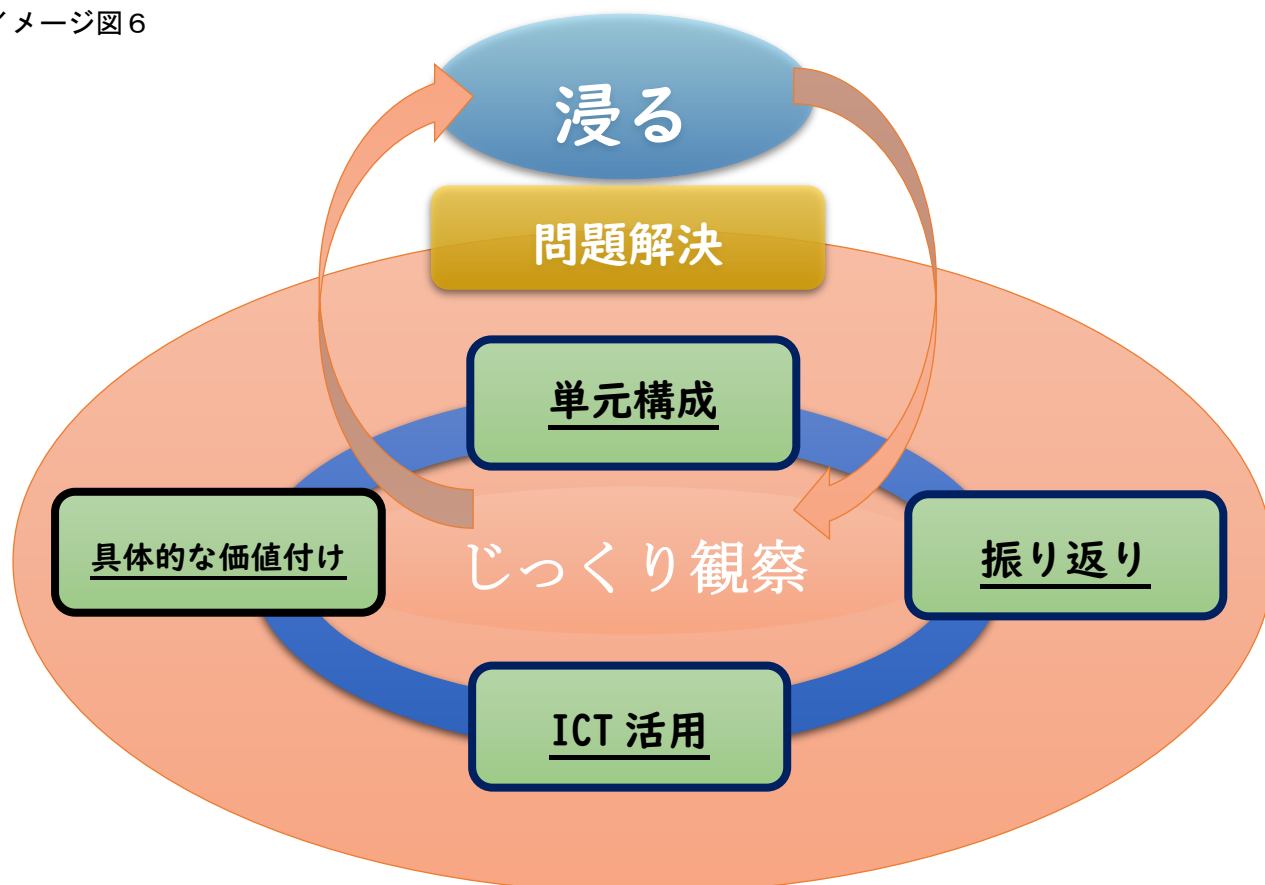 イメージ図６
浸る
問題解決
単元構成
具体的な価値付け
じっくり観察
振り返り
ICT 活用